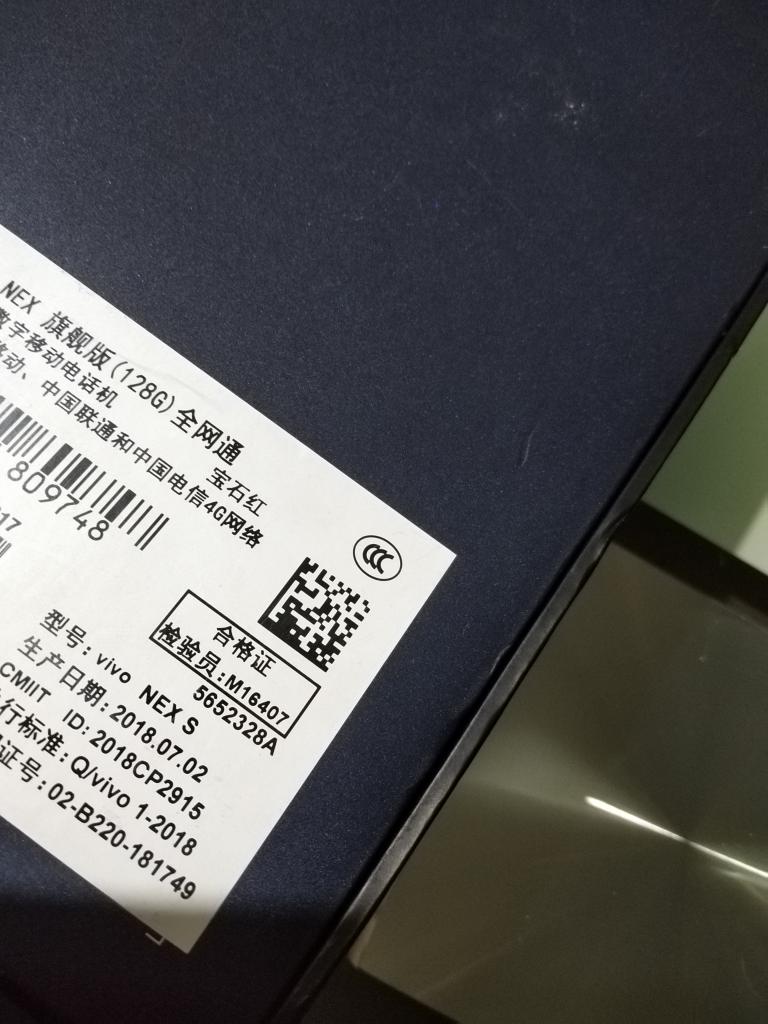 NEX 旗舰版(128G)全网通
数字移动电话机 宝石红
移动、中国联通和中国电信4G网络
809748
17
合格证
检验员:M16407
5652328A
型号: vivo NEX S
生产日期: 2018.07.02
CMIIT ID: 2018CP2915
行标准: Q/vivo 1-2018
证号: 02-B220-181749